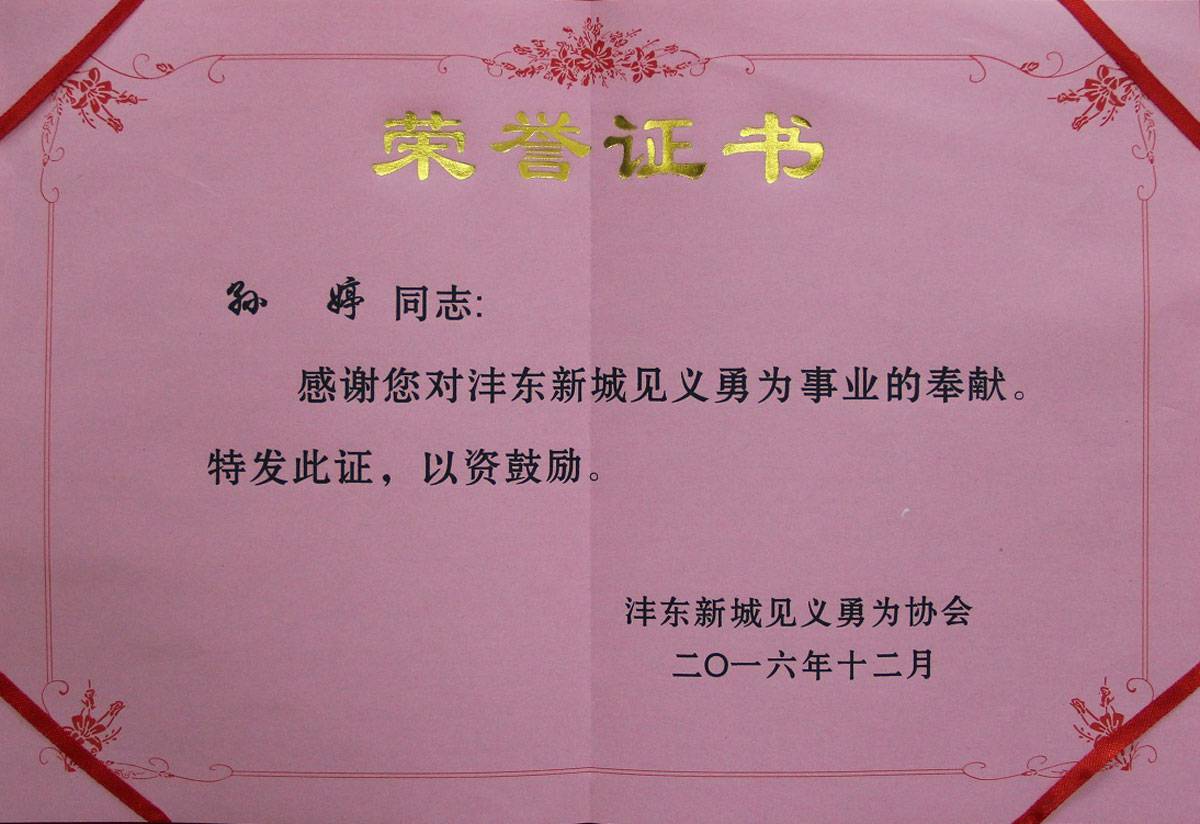 荣誉证书
孙 婷 同志:
感谢您对沣东新城见义勇为事业的奉献。
特发此证，以资鼓励。
沣东新城见义勇为协会
二〇一六年十二月